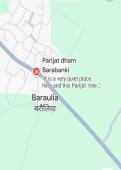 Parijat dham
Barabanki
"It is a very quiet place
here and this Parijat tree..."
Baraulia
बरौलिया